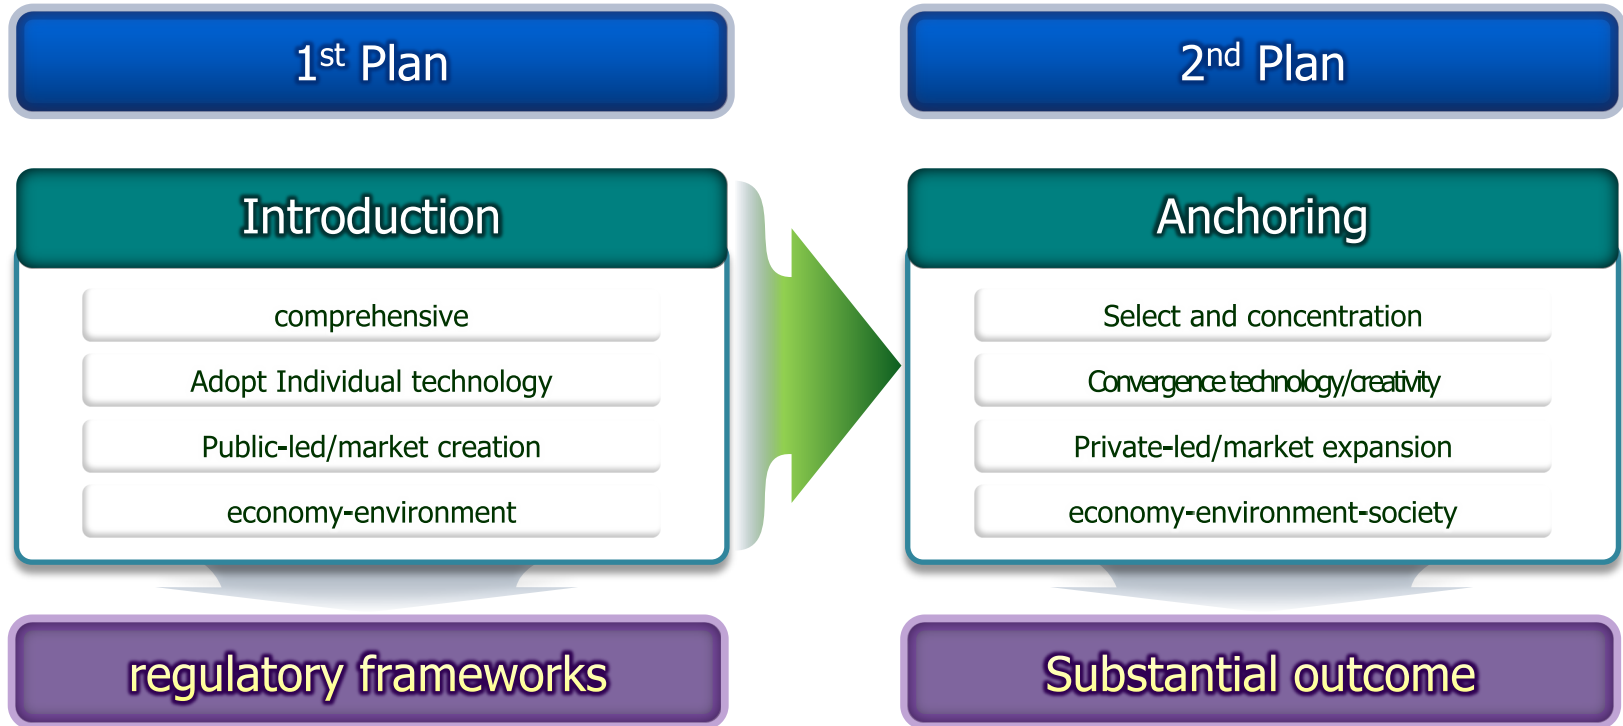 1st Plan
Introduction
comprehensive
Adopt Individual technology
Public-led/market creation
economy-environment
regulatory frameworks
2nd Plan
Anchoring
Select and concentration
Convergence technology/creativity
Private-led/market expansion
economy-environment-society
Substantial outcome